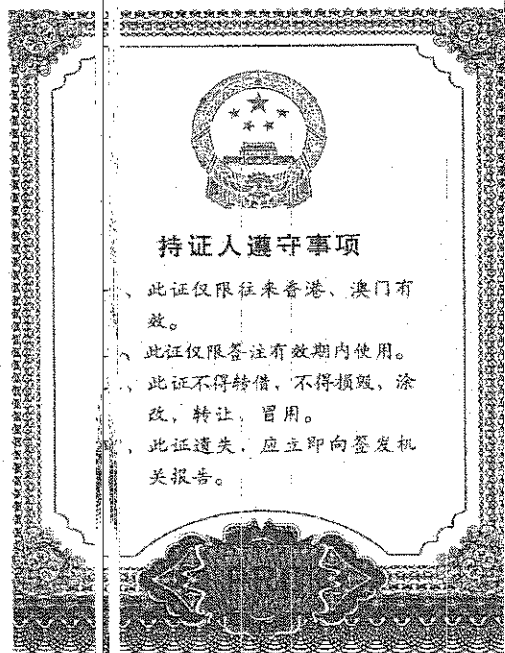 持证人遵守事项
、此证仅限往来香港、澳门有
效。
、此证仅限签注有效期内使用。
、此证不得转借，不得损毁，涂
改，转让，冒用。
、此证遗失，应立即向签发机
关报告。